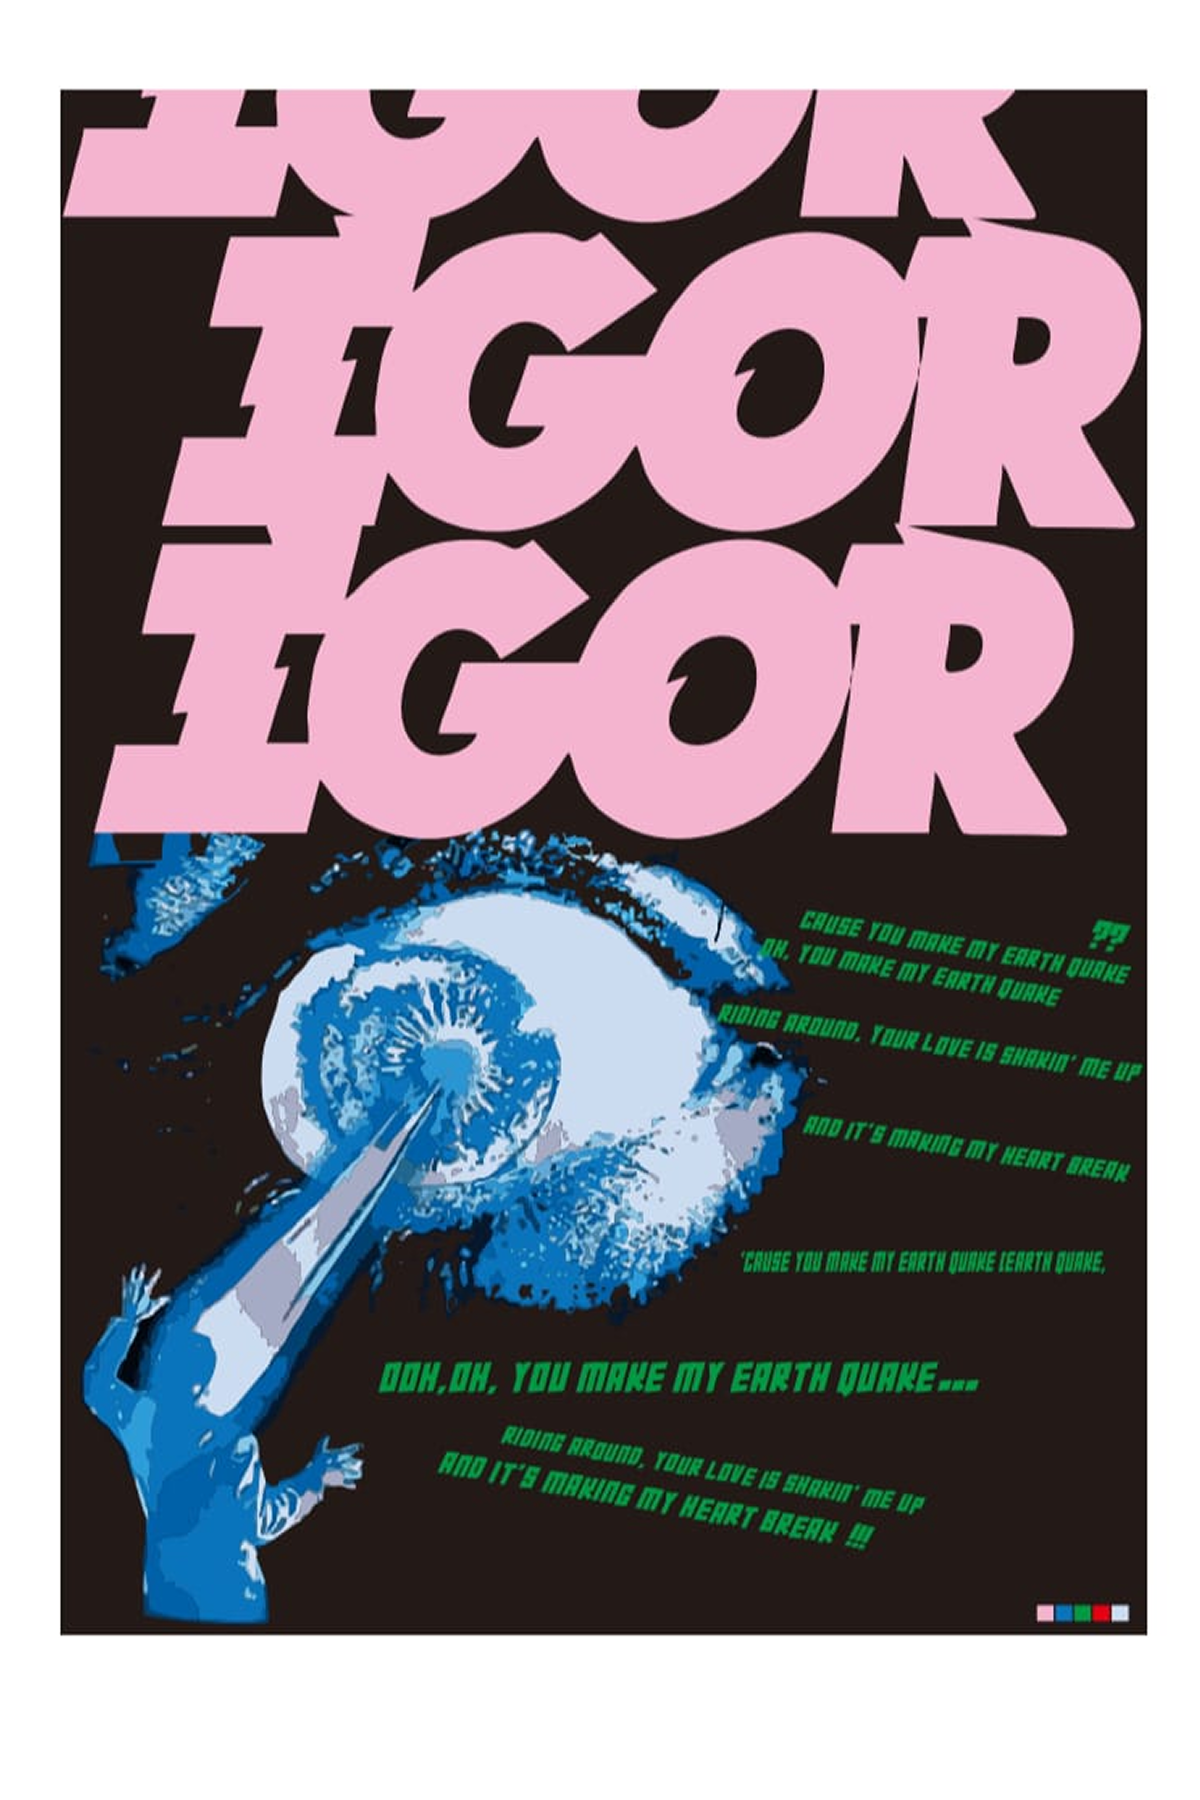 IGOR
IGOR
IGOR
??
CAUSE YOU MAKE MY EARTH QUAKE
OH, YOU MAKE MY EARTH QUAKE
RIDING AROUND, YOUR LOVE IS SHAKIN' ME UP
AND IT'S MAKING MY HEART BREAK
'CAUSE YOU MAKE MY EARTH QUAKE (EARTH QUAKE,
OOH,OH, YOU MAKE MY EARTH QUAKE...
RIDING AROUND, YOUR LOVE IS SHAKIN' ME UP
AND IT'S MAKING MY HEART BREAK !!!